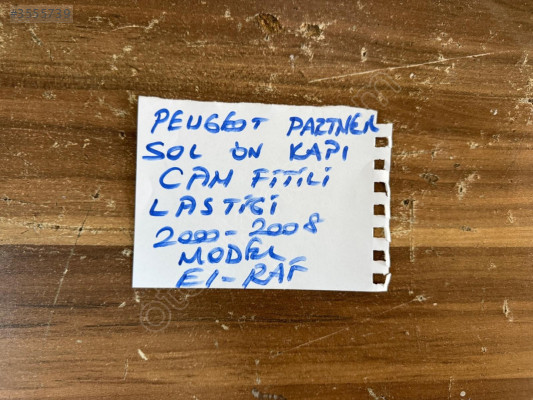 PEUGEOT PARTNER
SOL ÖN KAPI
CAM FİTİLİ
LASTİĞİ
2000-2008
MODEL
E1-RAF